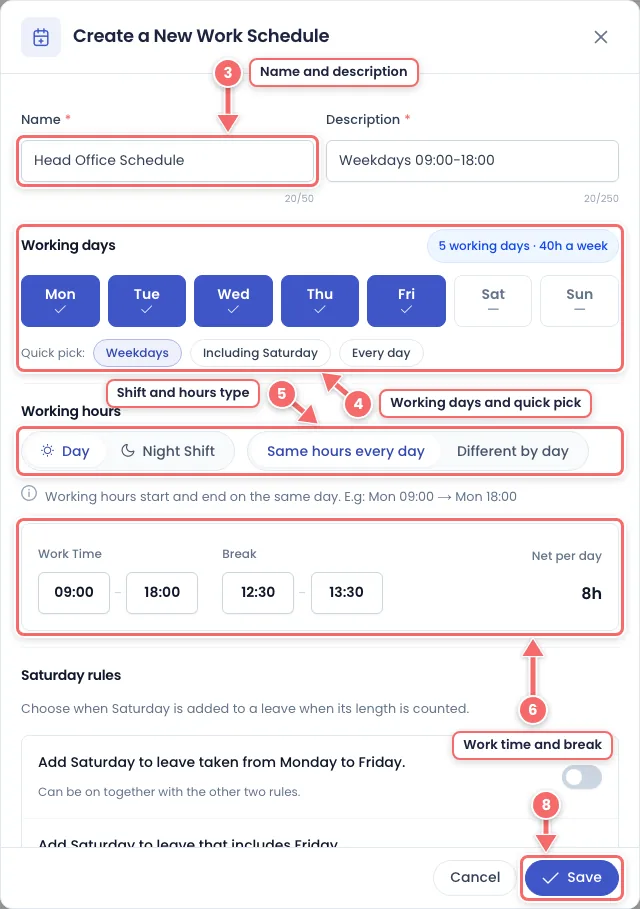 Create a New Work Schedule
3 Name and description
Name * Description *
Head Office Schedule Weekdays 09:00-18:00
20/50 20/250
Working days 5 working days · 40h a week
Mon Tue Wed Thu Fri Sat Sun
Quick pick: Weekdays Including Saturday Every day
Shift and hours type 5 4 Working days and quick pick
Working hours
Day Night Shift Same hours every day Different by day
Working hours start and end on the same day. E.g: Mon 09:00 → Mon 18:00
Work Time Break Net per day
09:00 – 18:00 12:30 – 13:30 8h
Saturday rules
6
Choose when Saturday is added to a leave when its length is counted.
Work time and break
Add Saturday to leave taken from Monday to Friday.
Can be on together with the other two rules.
8
Add Saturday to leave that includes Friday
Cancel Save